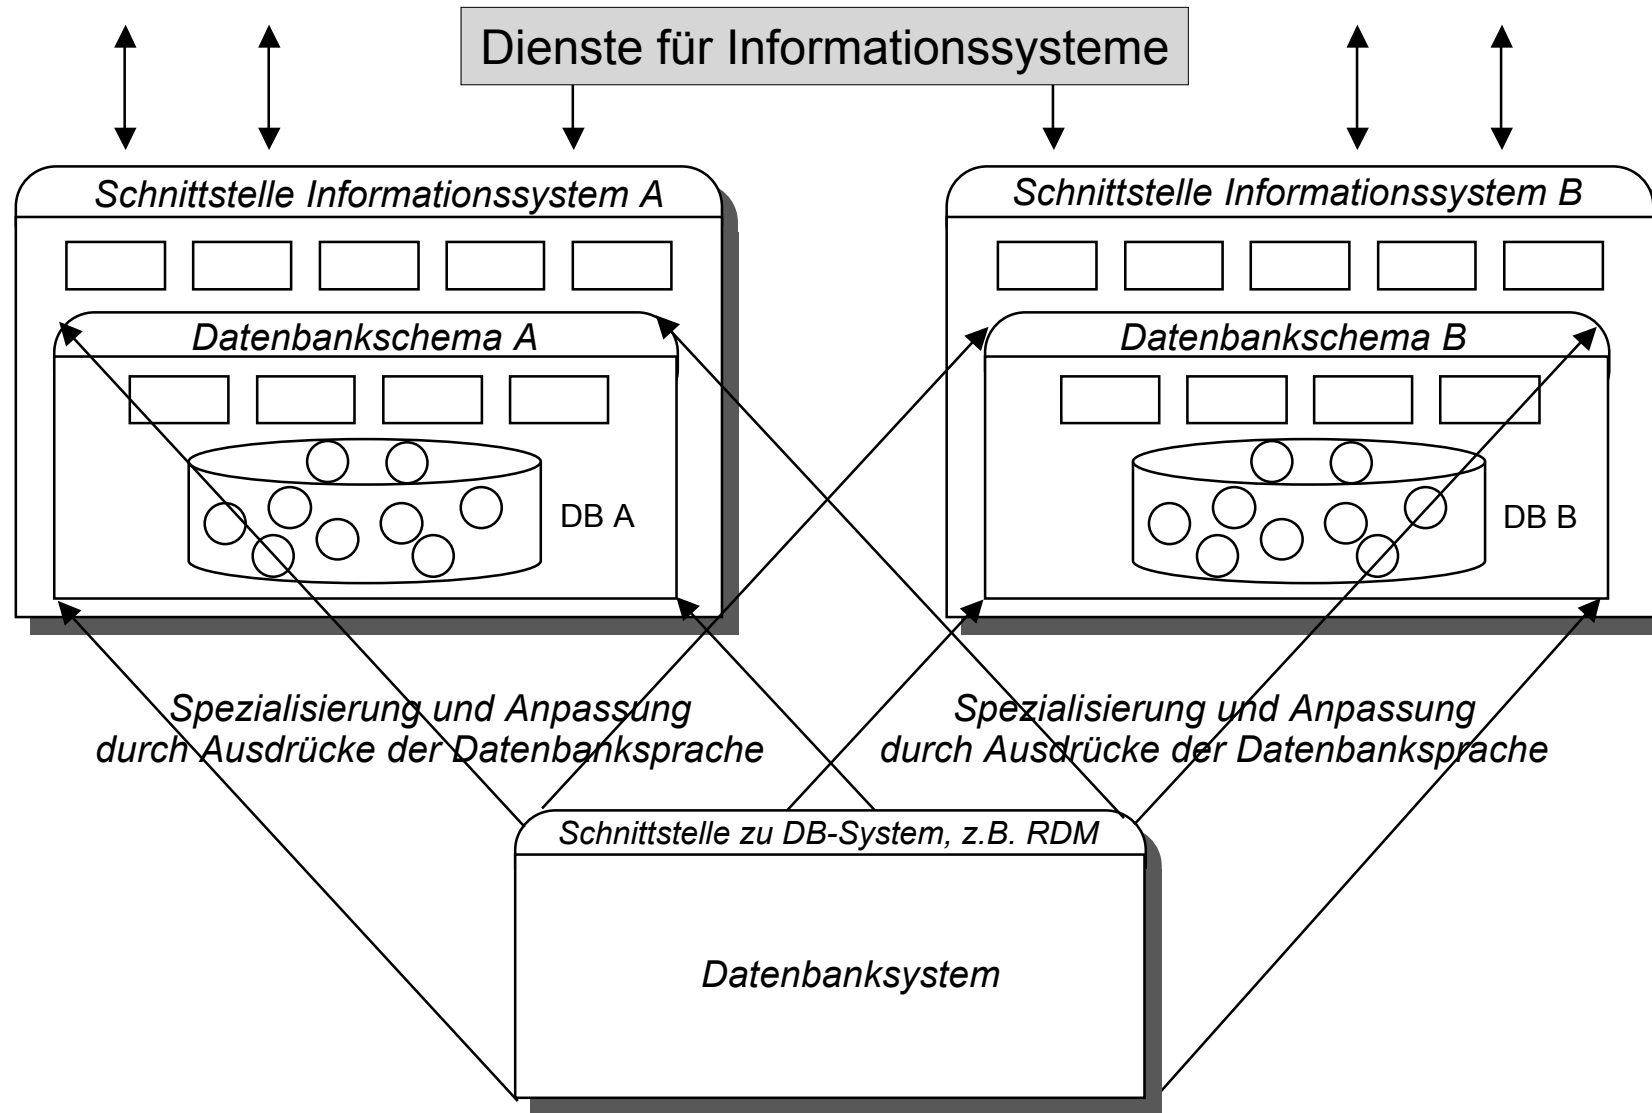 Dienste für Informationssysteme
Schnittstelle Informationssystem A
Schnittstelle Informationssystem B
Datenbankschema A
Datenbankschema B
DB A
DB B
Spezialisierung und Anpassung
durch Ausdrücke der Datenbanksprache
Spezialisierung und Anpassung
durch Ausdrücke der Datenbanksprache
Schnittstelle zu DB-System, z.B. RDM
Datenbanksystem